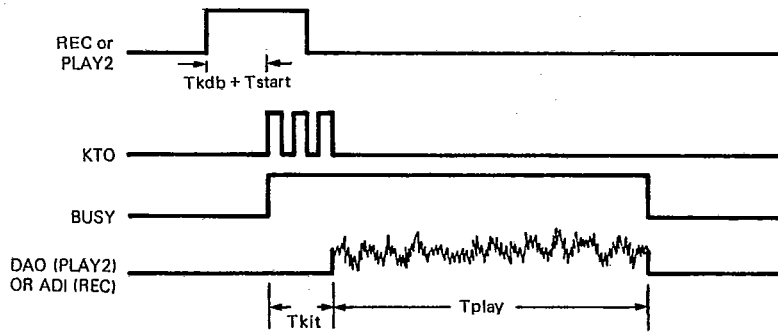 REC or
PLAY2
Tkdb + Tstart
KTO
BUSY
DAO (PLAY2)
OR ADI (REC)
Tkit
Tplay